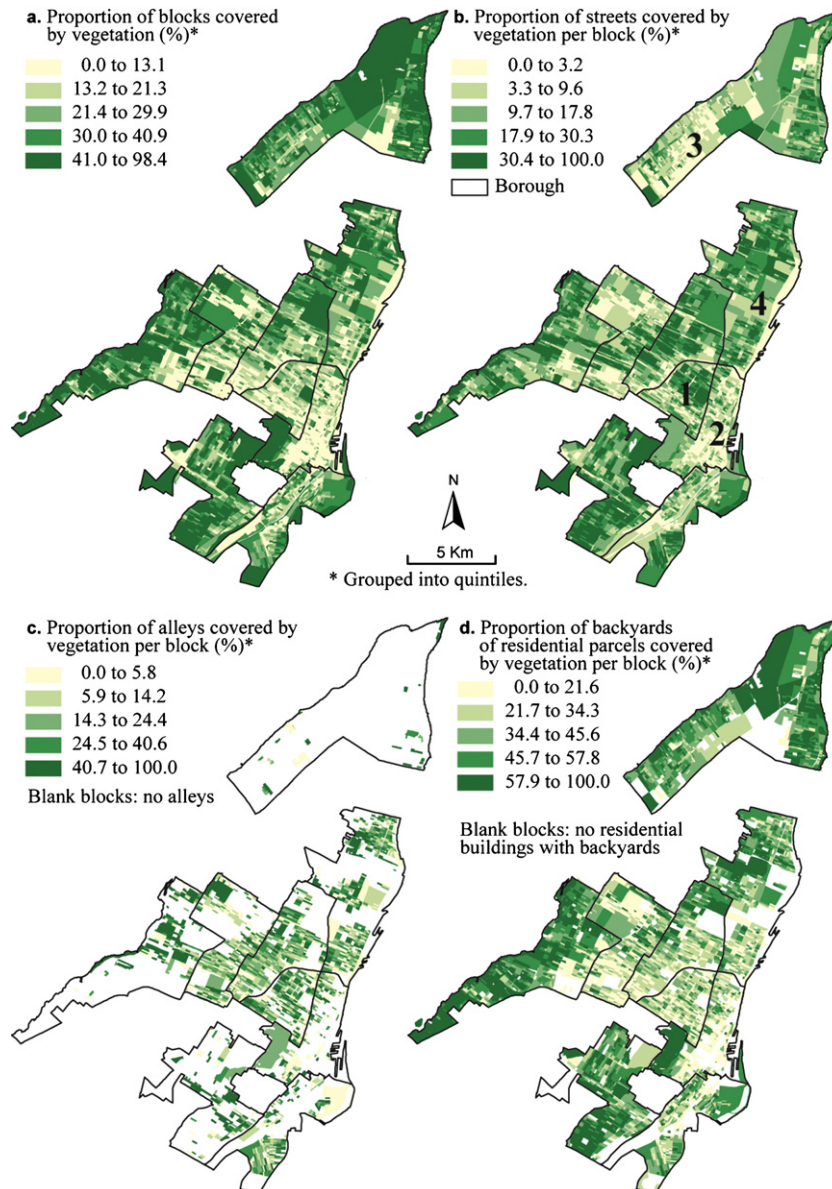 a. Proportion of blocks covered
by vegetation (%)*
0.0 to 13.1
13.2 to 21.3
21.4 to 29.9
30.0 to 40.9
41.0 to 98.4
b. Proportion of streets covered by
vegetation per block (%)*
0.0 to 3.2
3.3 to 9.6
9.7 to 17.8
17.9 to 30.3
30.4 to 100.0
Borough
3
4
1
2
N
5 Km
* Grouped into quintiles.
c. Proportion of alleys covered by
vegetation per block (%)*
0.0 to 5.8
5.9 to 14.2
14.3 to 24.4
24.5 to 40.6
40.7 to 100.0
Blank blocks: no alleys
d. Proportion of backyards
of residential parcels covered
by vegetation per block (%)*
0.0 to 21.6
21.7 to 34.3
34.4 to 45.6
45.7 to 57.8
57.9 to 100.0
Blank blocks: no residential
buildings with backyards